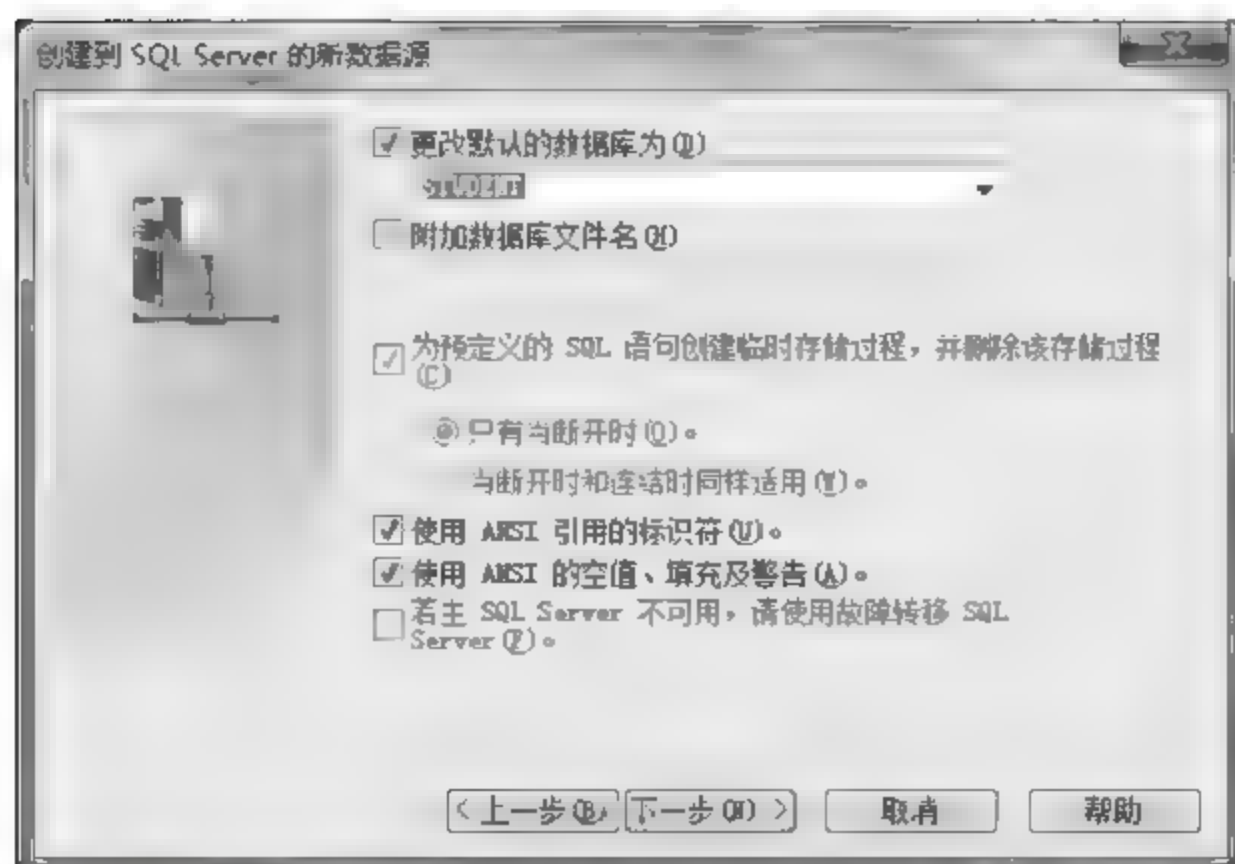 创建到 SQL Server 的新数据源
更改默认的数据库为(D)
附加数据库文件名(H)
为预定义的 SQL 语句创建临时存储过程，并删除该存储过程
(C)
只有当断开时(O)。
当断开时和连结时同样适用(W)。
使用 ANSI 引用的标识符(U)。
使用 ANSI 的空值、填充及警告(A)。
若主 SQL Server 不可用，请使用故障转移 SQL
Server(F)。
< 上一步(B) 下一步(N) > 取消 帮助